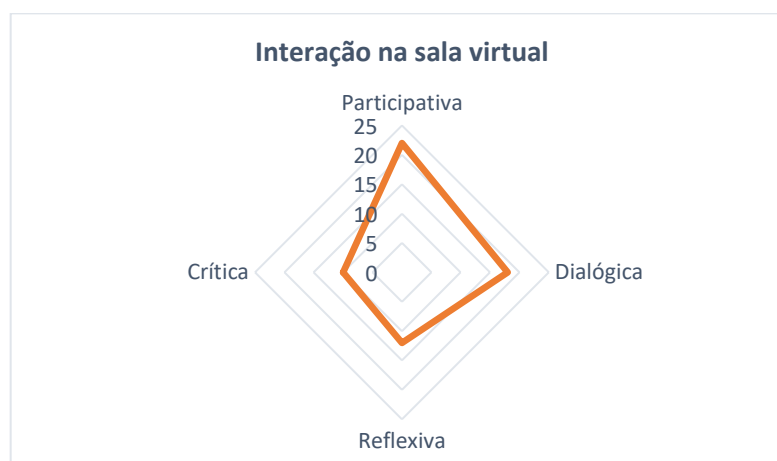 Interação na sala virtual
Participativa
25
20
15
10
5
0
Crítica
Dialógica
Reflexiva